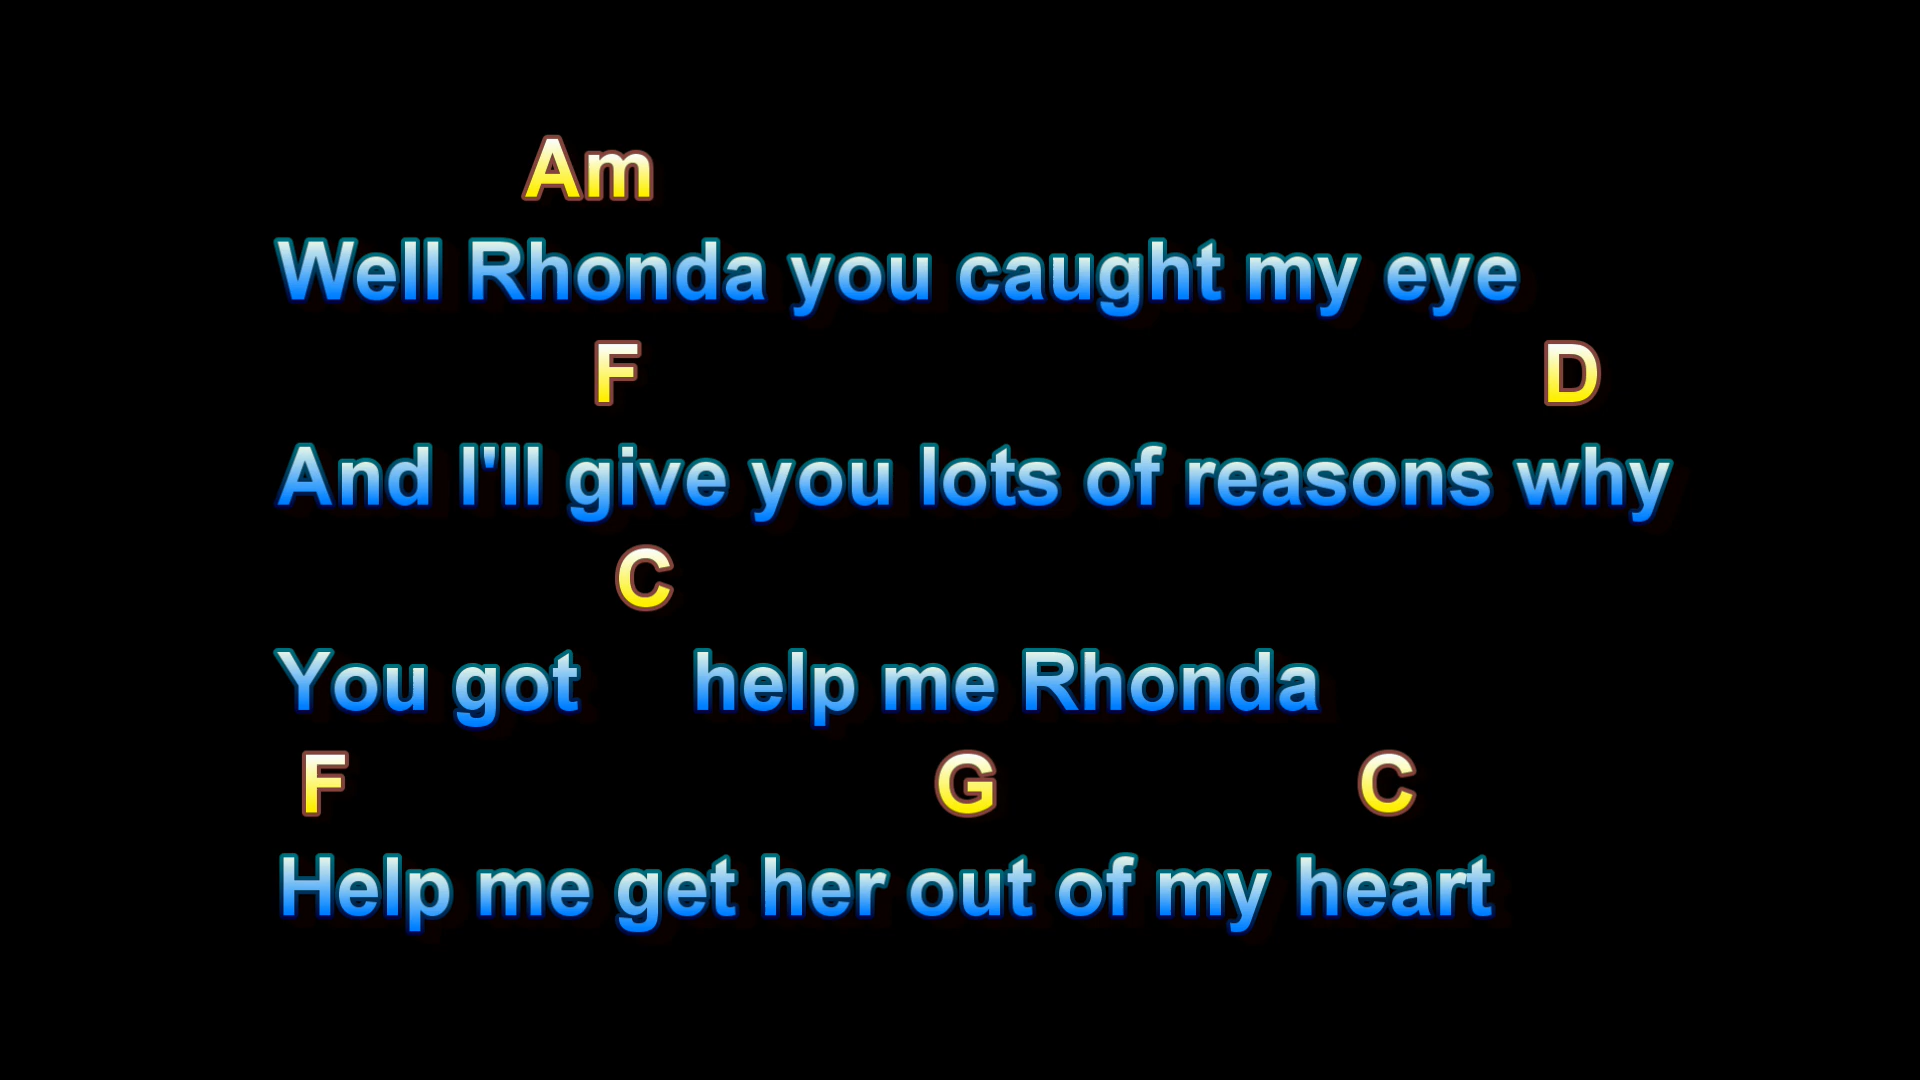 Am
Well Rhonda you caught my eye
F D
And I'll give you lots of reasons why
C
You got help me Rhonda
F G C
Help me get her out of my heart